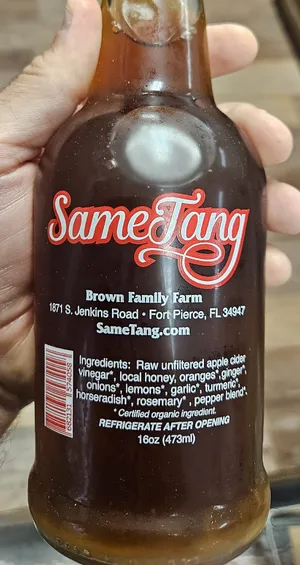 SameTang
Brown Family Farm
1871 S. Jenkins Road • Fort Pierce, FL 34947
SameTang.com
Ingredients: Raw unfiltered apple cider
vinegar*, local honey, oranges*,ginger*,
onions*, lemons*, garlic*, turmeric*,
horseradish*, rosemary* , pepper blend*.
* Certified organic ingredient.
REFRIGERATE AFTER OPENING
16oz (473ml)